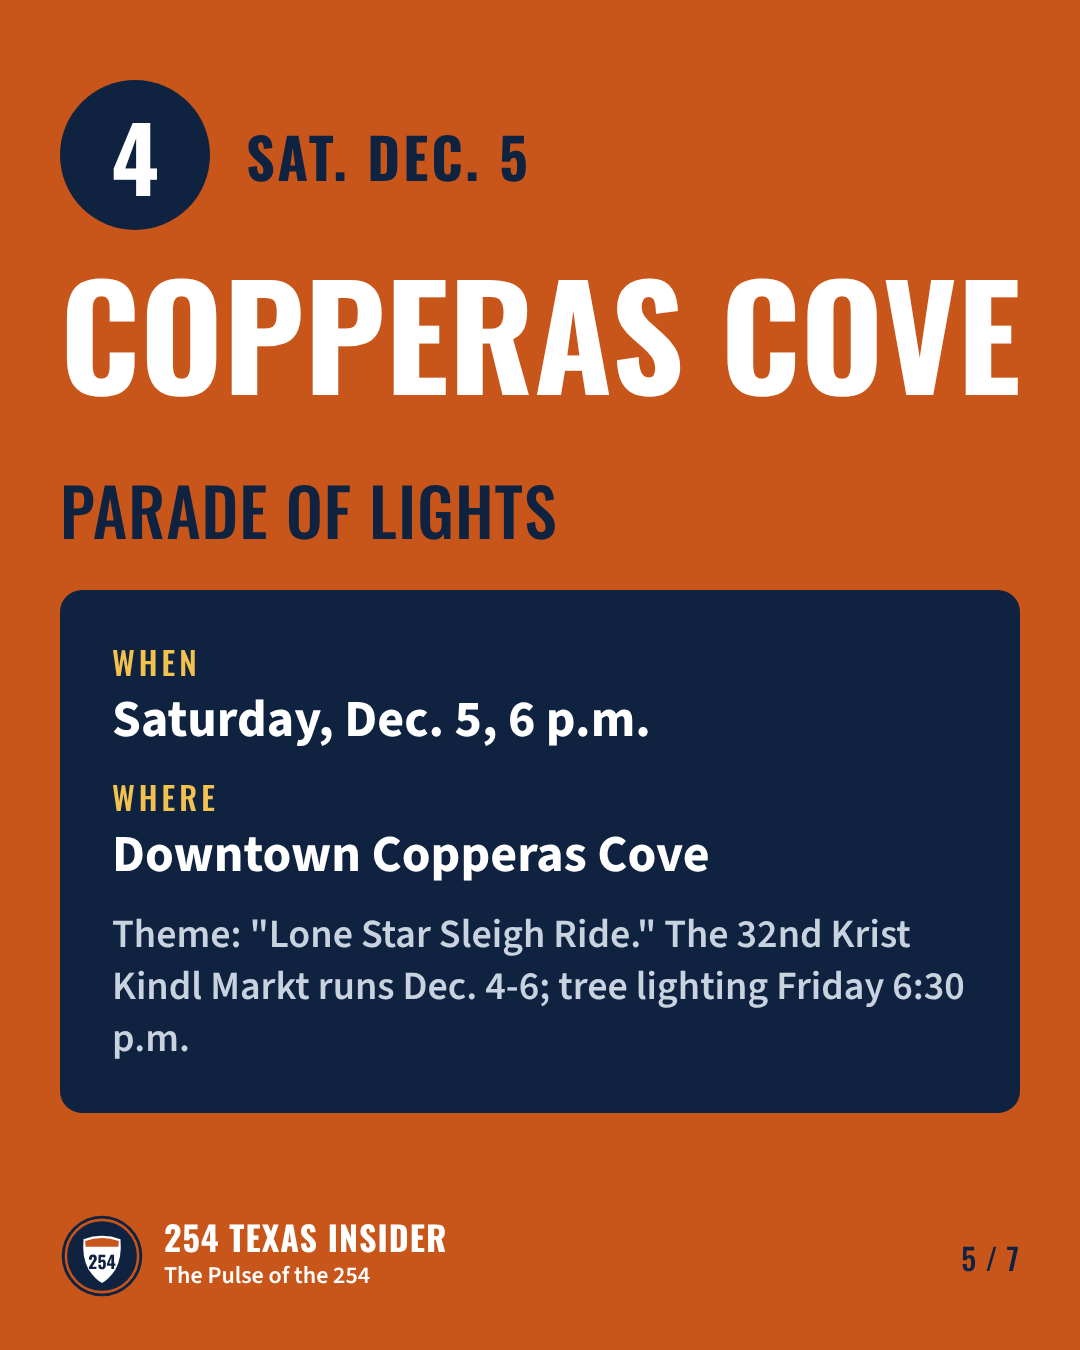 4
SAT. DEC. 5
COPPERAS COVE
PARADE OF LIGHTS
WHEN
Saturday, Dec. 5, 6 p.m.
WHERE
Downtown Copperas Cove
Theme: "Lone Star Sleigh Ride." The 32nd Krist
Kindl Markt runs Dec. 4-6; tree lighting Friday 6:30
p.m.
254
254 TEXAS INSIDER
The Pulse of the 254
5 / 7